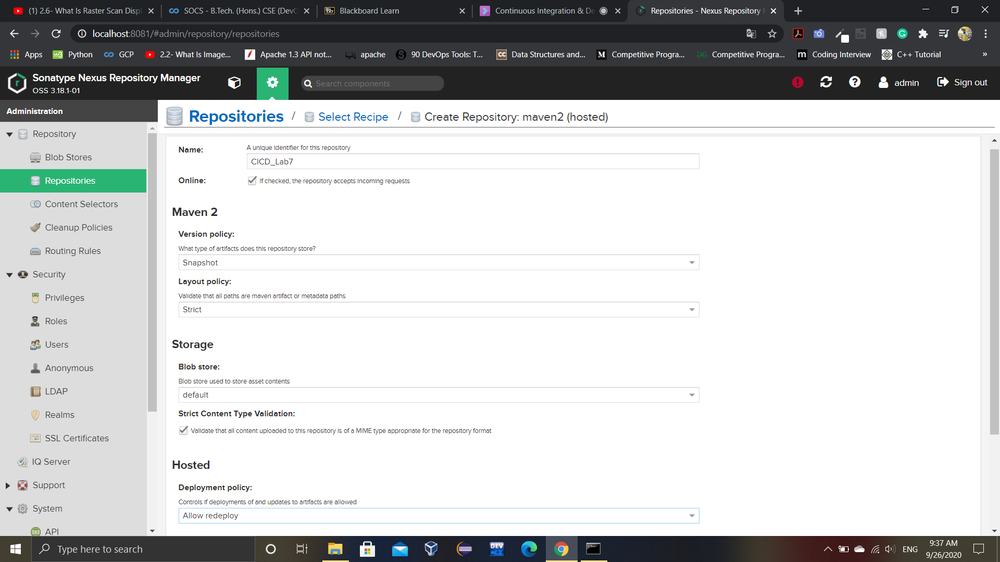 (1) 2.6- What Is Raster Scan Displ
SOCS - B.Tech. (Hons.) CSE (DevO
Bb Blackboard Learn
Continuous Integration & De
Repositories - Nexus Repository M
localhost:8081/#admin/repository/repositories
Apps
Python
GCP
2.2- What Is Image...
Apache 1.3 API not...
apache
90 DevOps Tools: T...
Data Structures and...
Competitive Progra...
Competitive Progra...
Coding Interview
C++ Tutorial
»
Sonatype Nexus Repository Manager
OSS 3.18.1-01
Search components
admin
Sign out
Administration
Repository
Blob Stores
Repositories
Content Selectors
Cleanup Policies
Routing Rules
Security
Privileges
Roles
Users
Anonymous
LDAP
Realms
SSL Certificates
IQ Server
Support
System
API
Repositories / Select Recipe / Create Repository: maven2 (hosted)
Name:
A unique identifier for this repository
CICD_Lab7
Online:
If checked, the repository accepts incoming requests
Maven 2
Version policy:
What type of artifacts does this repository store?
Snapshot
Layout policy:
Validate that all paths are maven artifact or metadata paths
Strict
Storage
Blob store:
Blob store used to store asset contents
default
Strict Content Type Validation:
Validate that all content uploaded to this repository is of a MIME type appropriate for the repository format
Hosted
Deployment policy:
Controls if deployments of and updates to artifacts are allowed
Allow redeploy
Type here to search
DEV
C++
ENG
9:37 AM
9/26/2020